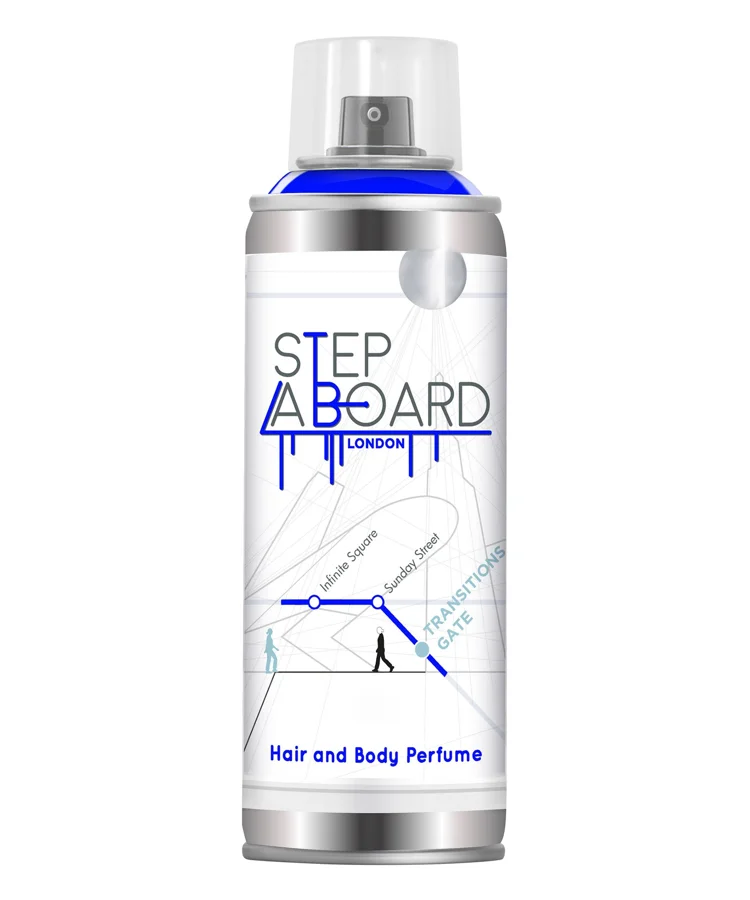 STEP
ABOARD
LONDON
Infinite Square
Sunday Street
TRANSITIONS
GATE
Hair and Body Perfume